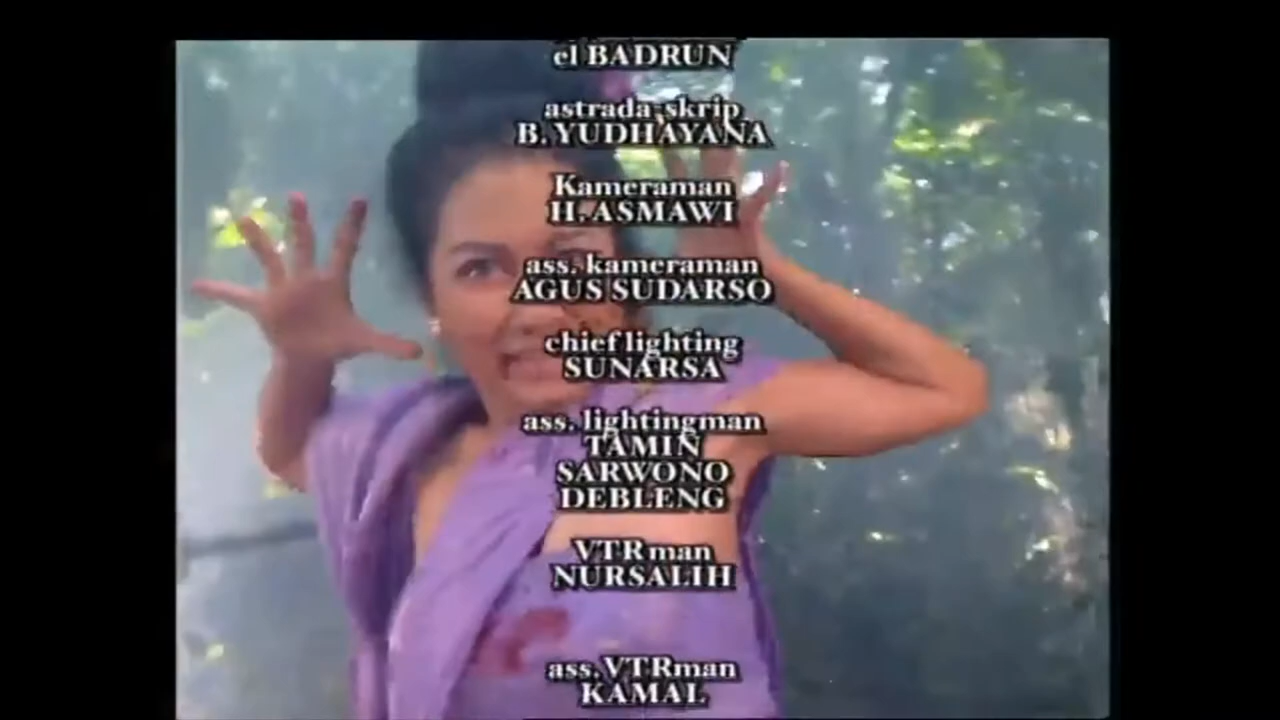 el BADRUN
astrada skrip
B. YUDHAYANA
Kameraman
H. ASMAWI
ass. kameraman
AGUS SUDARSO
chief lighting
SUNARSA
ass. lightingman
TAMIN
SARWONO
DEBLENG
VTRman
NURSALIH
ass. VTRman
KAMAL